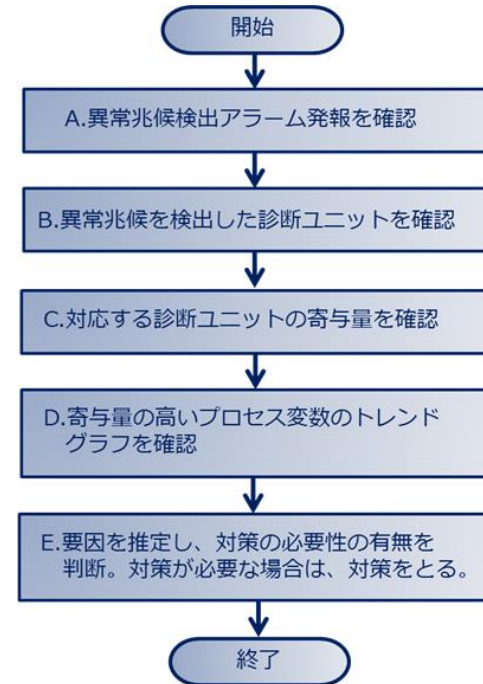 開始
A.異常兆候検出アラーム発報を確認
B.異常兆候を検出した診断ユニットを確認
C.対応する診断ユニットの寄与量を確認
D.寄与量の高いプロセス変数のトレンド
グラフを確認
E.要因を推定し、対策の必要性の有無を
判断。対策が必要な場合は、対策をとる。
終了